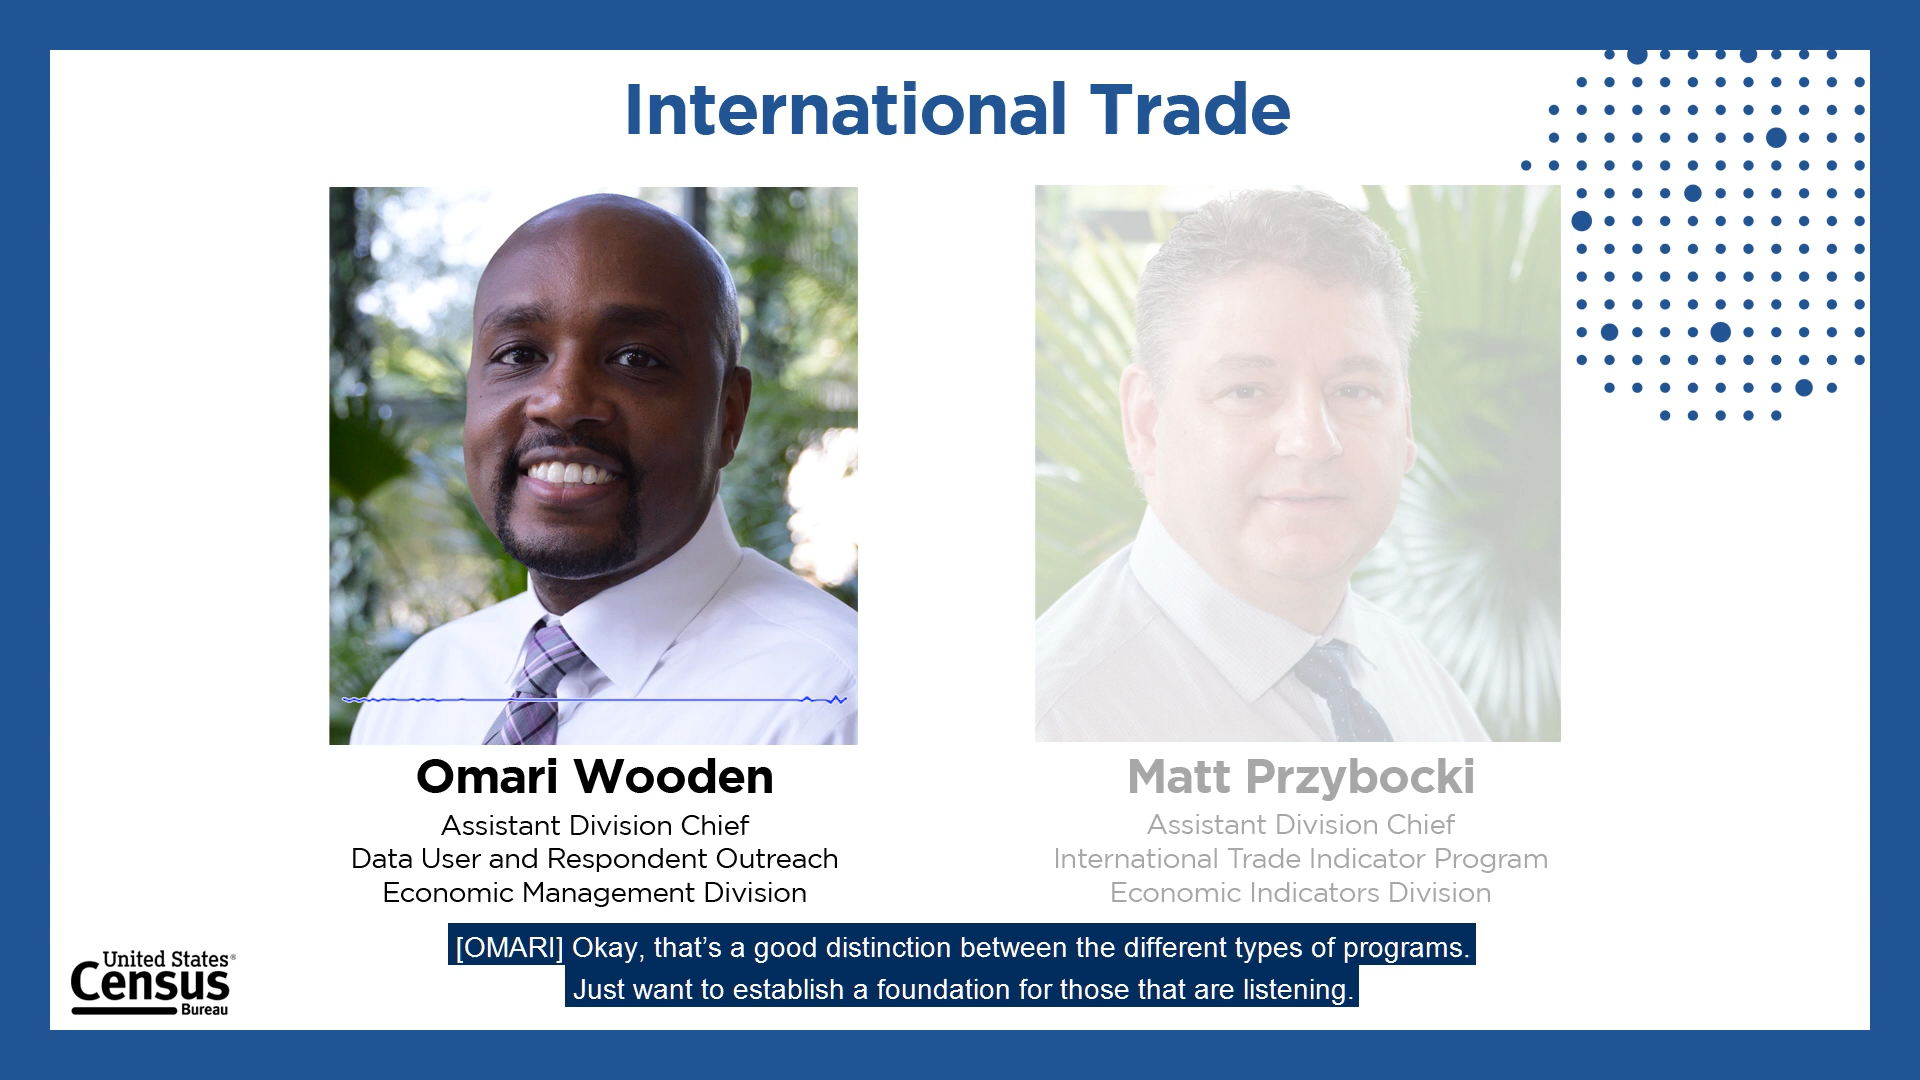 International Trade
Omari Wooden
Assistant Division Chief
Data User and Respondent Outreach
Economic Management Division
Matt Przybocki
Assistant Division Chief
International Trade Indicator Program
Economic Indicators Division
[OMARI] Okay, that’s a good distinction between the different types of programs.
Just want to establish a foundation for those that are listening.
United States®
Census
Bureau